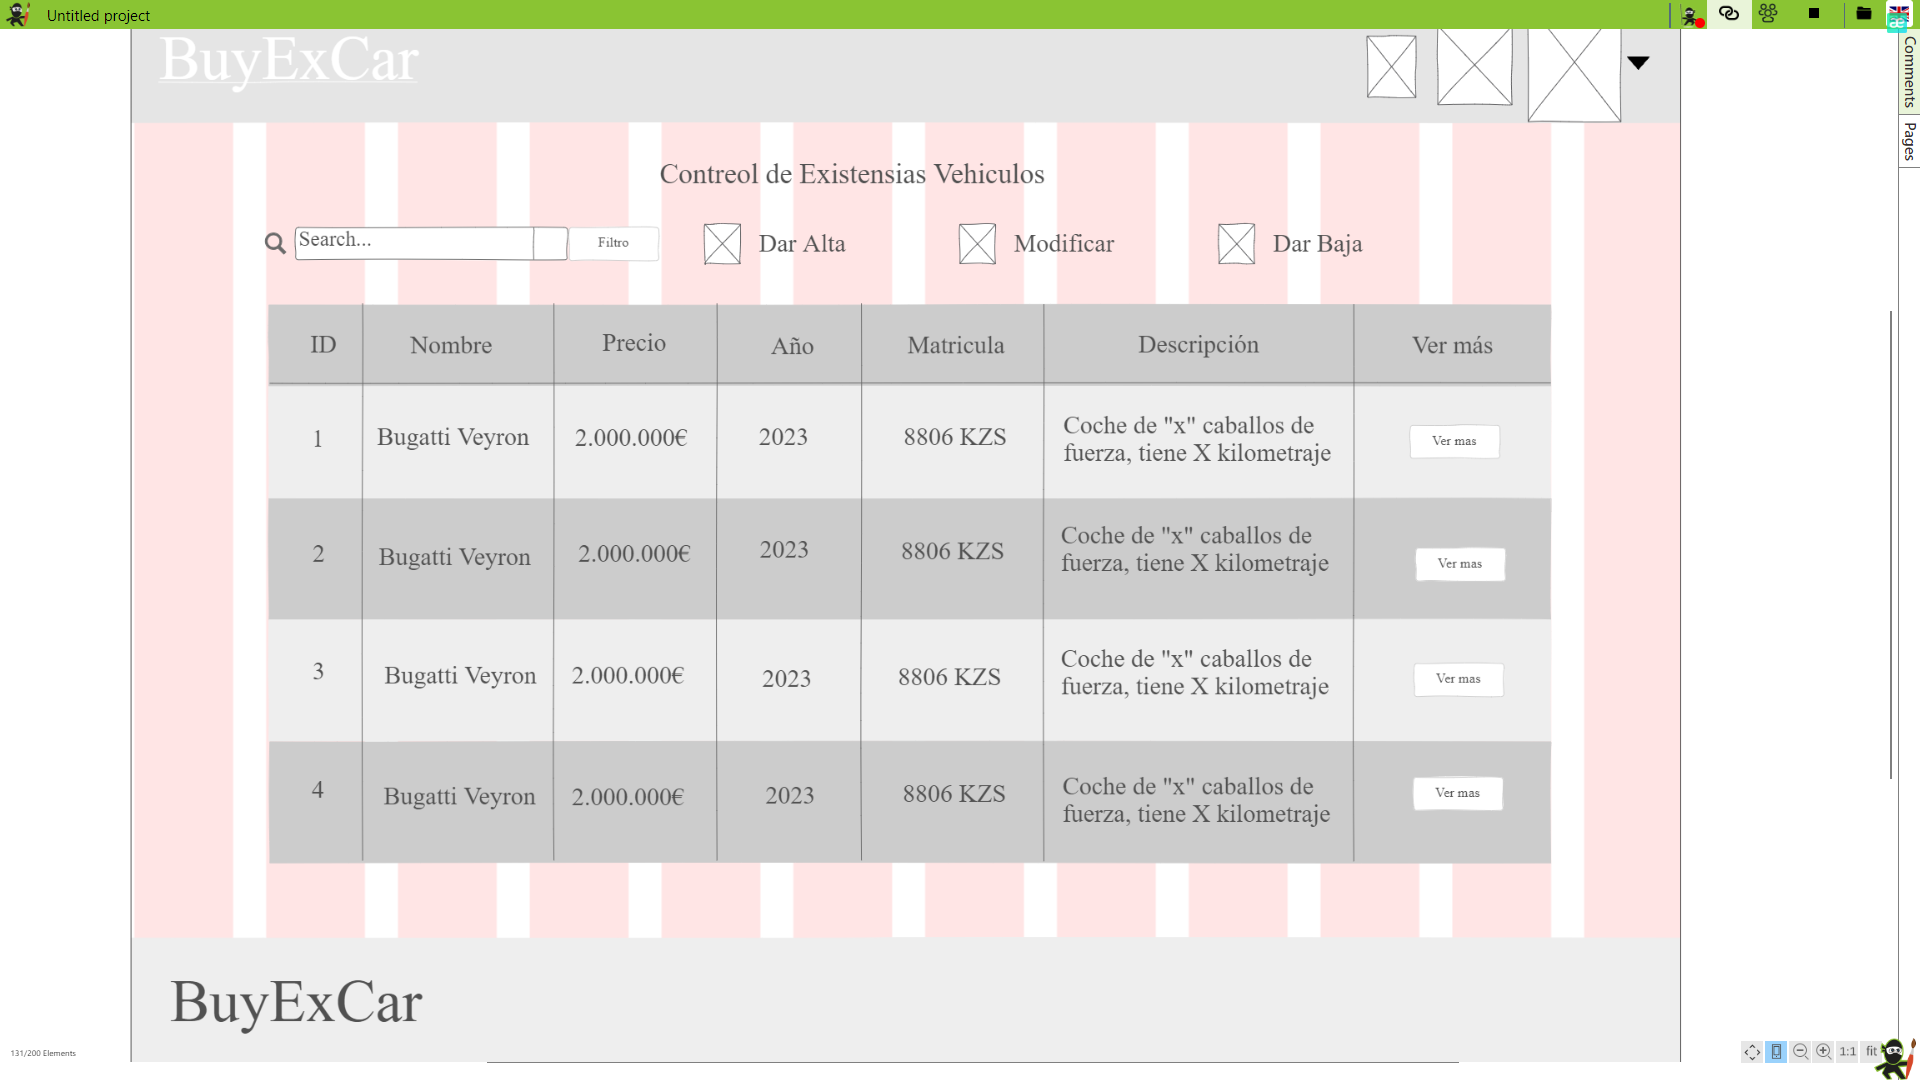 Untitled project
Comments
Pages
BuyExCar
Contreol de Existensias Vehiculos
Search...
Filtro
Dar Alta
Modificar
Dar Baja
ID Nombre Precio Año Matricula Descripción Ver más
1 Bugatti Veyron 2.000.000€ 2023 8806 KZS Coche de "x" caballos de
fuerza, tiene X kilometraje
Ver mas
2 Bugatti Veyron 2.000.000€ 2023 8806 KZS Coche de "x" caballos de
fuerza, tiene X kilometraje
Ver mas
3 Bugatti Veyron 2.000.000€ 2023 8806 KZS Coche de "x" caballos de
fuerza, tiene X kilometraje
Ver mas
4 Bugatti Veyron 2.000.000€ 2023 8806 KZS Coche de "x" caballos de
fuerza, tiene X kilometraje
Ver mas
BuyExCar
131/200 Elements
1:1
fit
æ